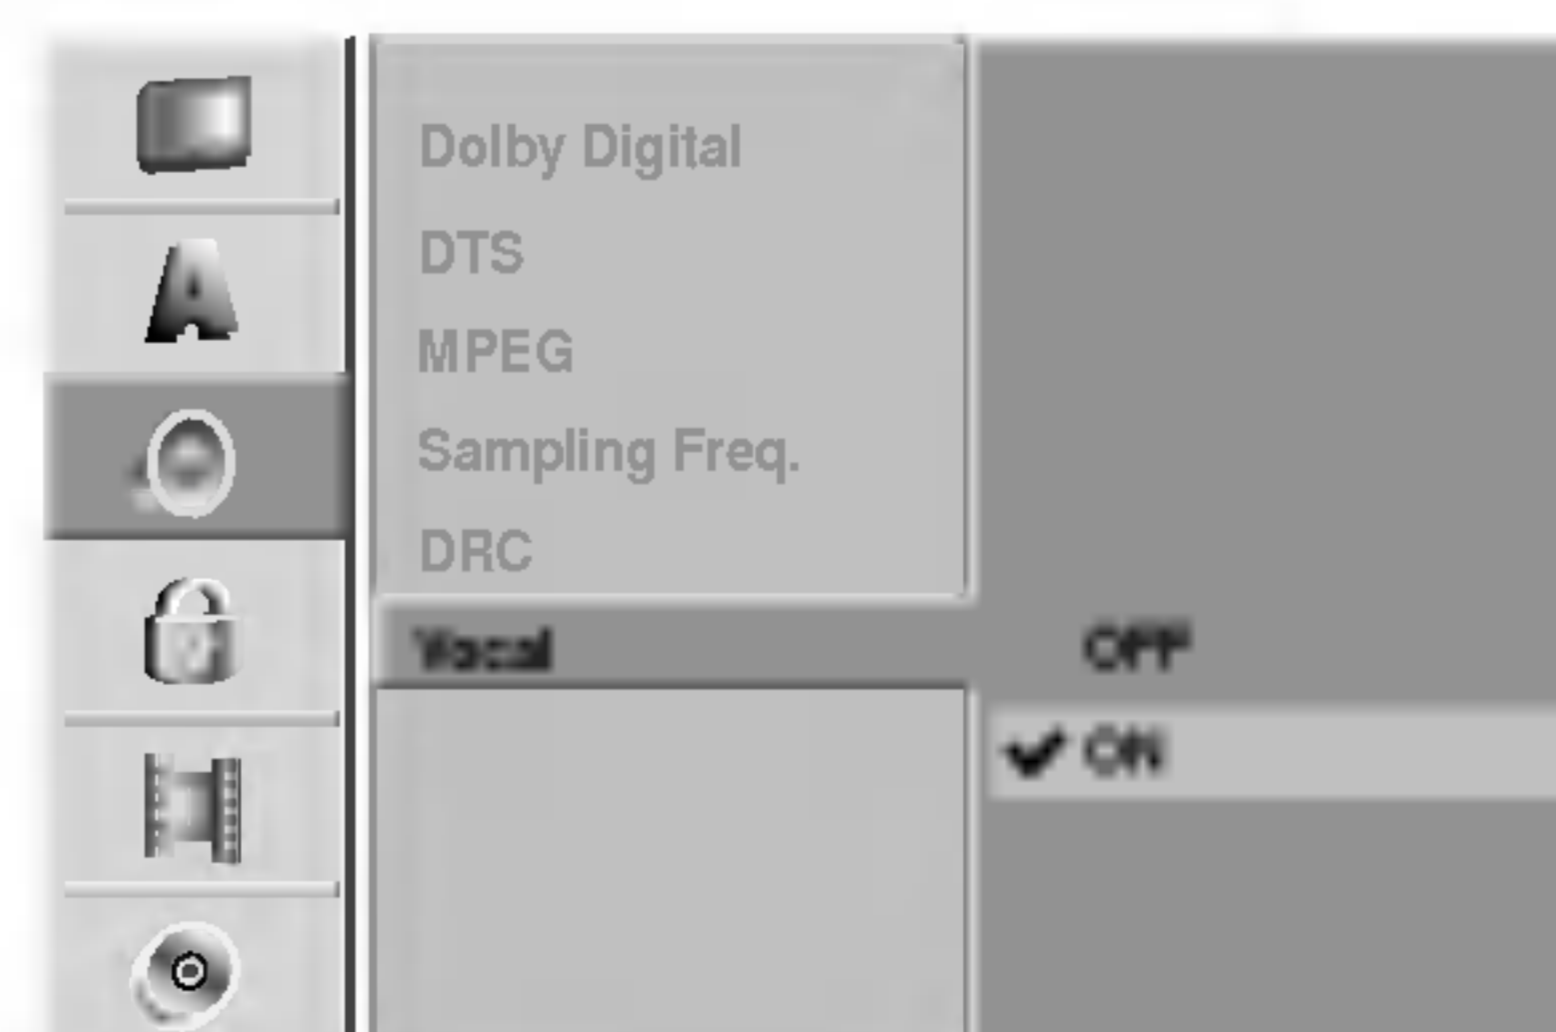 Dolby Digital
DTS
MPEG
Sampling Freq.
DRC
Vocal OFF
ON